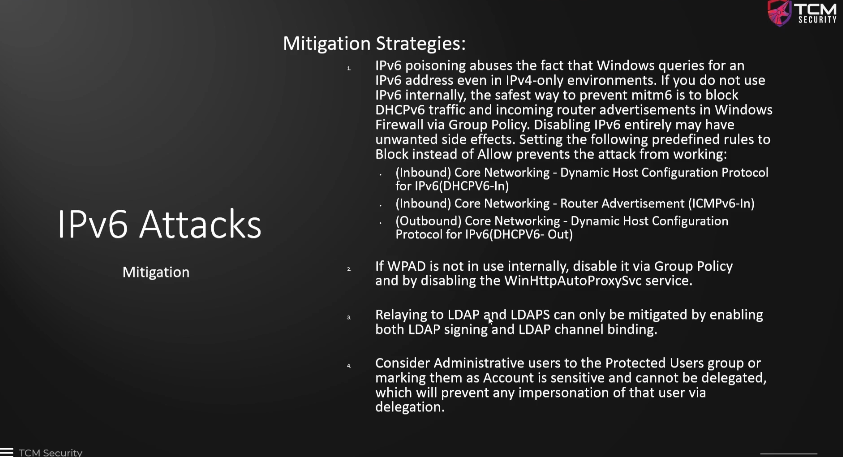 TCM
SECURITY
Mitigation Strategies:
1. IPv6 poisoning abuses the fact that Windows queries for an
IPv6 address even in IPv4-only environments. If you do not use
IPv6 internally, the safest way to prevent mitm6 is to block
DHCPv6 traffic and incoming router advertisements in Windows
Firewall via Group Policy. Disabling IPv6 entirely may have
unwanted side effects. Setting the following predefined rules to
Block instead of Allow prevents the attack from working:
• (Inbound) Core Networking - Dynamic Host Configuration Protocol
for IPv6(DHCPV6-In)
• (Inbound) Core Networking - Router Advertisement (ICMPv6-In)
• (Outbound) Core Networking - Dynamic Host Configuration
Protocol for IPv6(DHCPV6- Out)
2. If WPAD is not in use internally, disable it via Group Policy
and by disabling the WinHttpAutoProxySvc service.
3. Relaying to LDAP and LDAPS can only be mitigated by enabling
both LDAP signing and LDAP channel binding.
4. Consider Administrative users to the Protected Users group or
marking them as Account is sensitive and cannot be delegated,
which will prevent any impersonation of that user via
delegation.
IPv6 Attacks
Mitigation
TCM Security